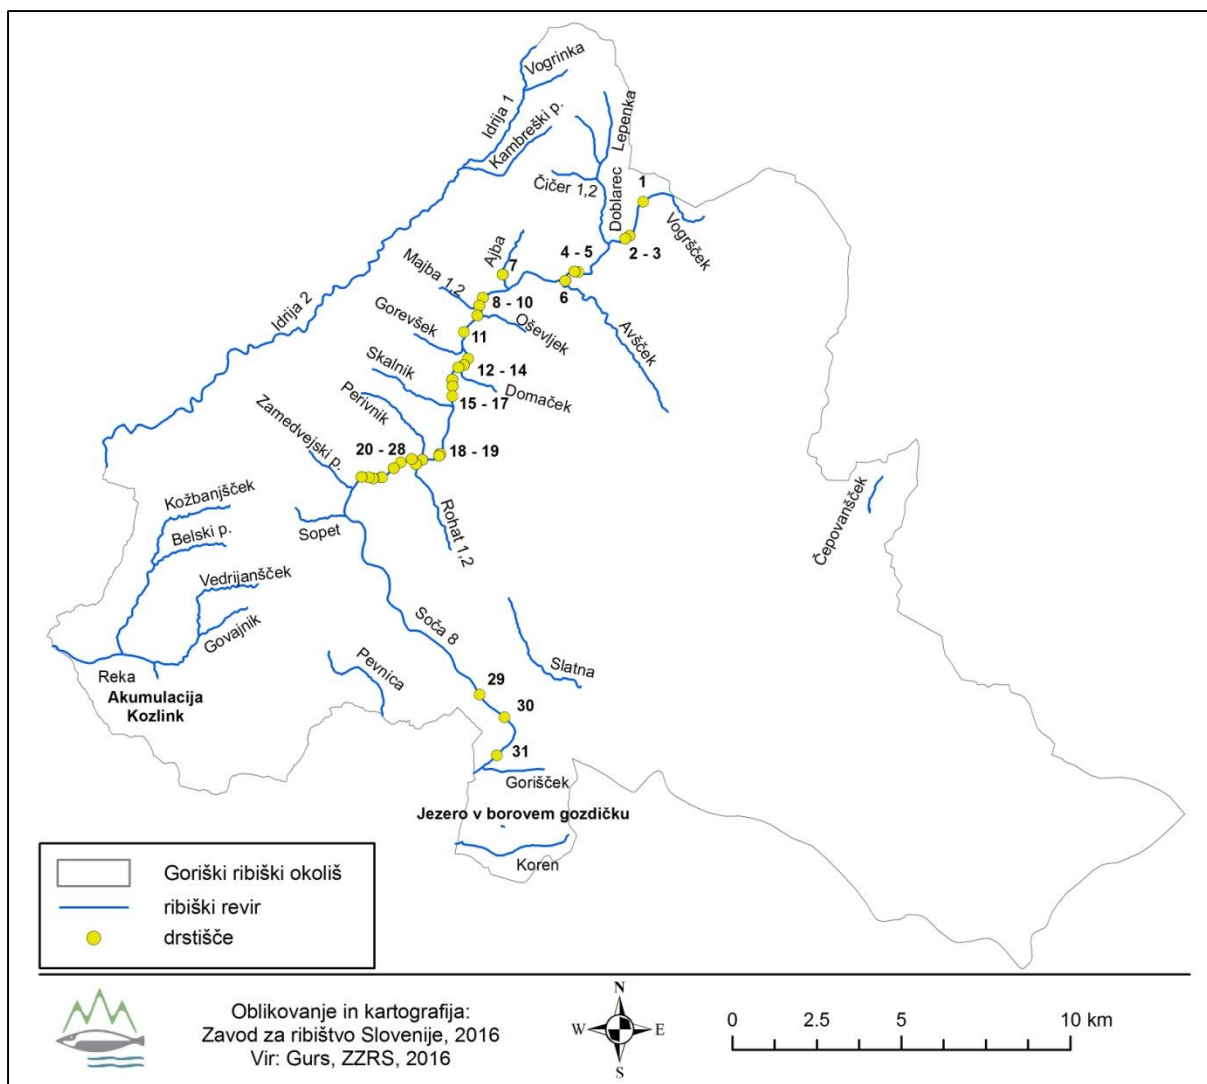 Vogrinka
Idrija 1
Kambreški p.
Lepenka
Čičer 1,2
Doblarec
1
Vogršček
2 - 3
4 - 5
6
Ajba
7
Majba 1,2
8 - 10
Idrija 2
Gorevšek
Oševljek
11
Avšček
Skalnik
12 - 14
Domaček
Perivnik
15 - 17
Zamedvejski p.
20 - 28
18 - 19
Kožbanjšček
Čepovanšček
Belski p.
Sopet
Rohat 1,2
Vedrijanšček
Govajnik
Soča 8
Slatna
Pevnica
Reka
Akumulacija
Kozlink
29
30
31
Gorišček
Jezero v borovem gozdičku
Koren
Goriški ribiški okoliš
ribiški revir
drstišče
Oblikovanje in kartografija:
Zavod za ribištvo Slovenije, 2016
Vir: Gurs, ZZRS, 2016
N
W E
S
0 2.5 5 10 km